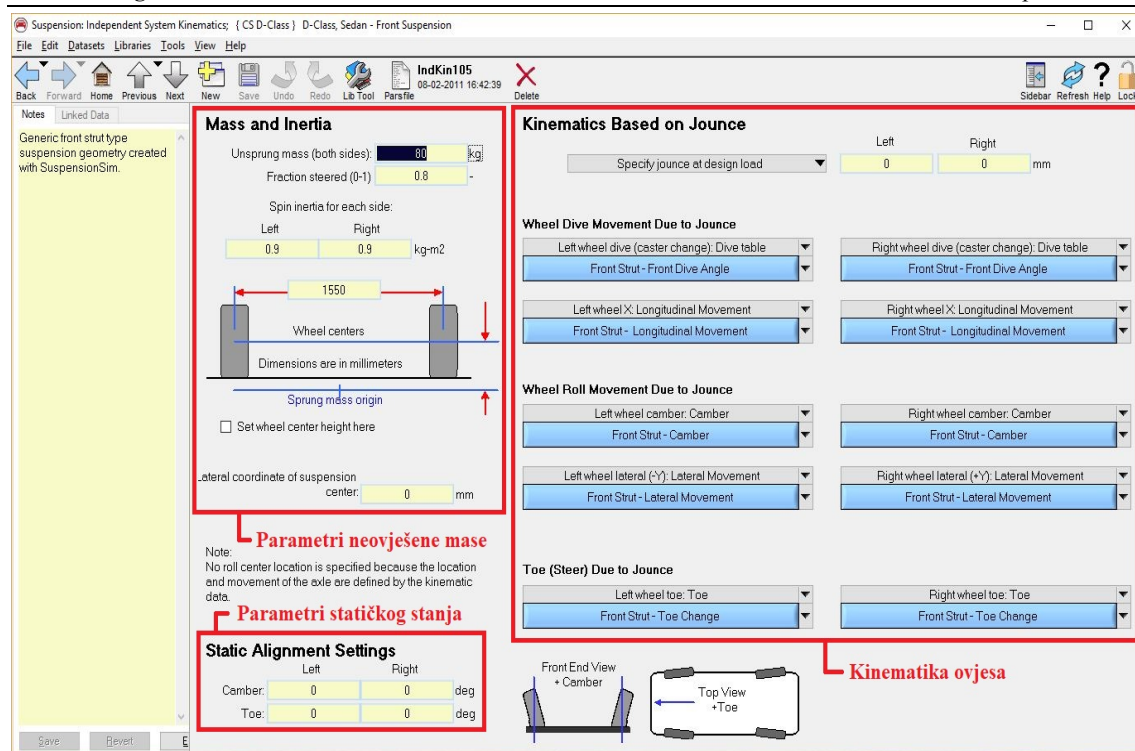 Suspension: Independent System Kinematics; { CS D-Class } D-Class, Sedan - Front Suspension
File Edit Datasets Libraries Tools View Help
IndKin105
08-02-2011 16:42:39
Back Forward Home Previous Next New Save Undo Redo Lib Tool Parsfile Delete Sidebar Refresh Help Lock
Notes Linked Data
Generic front strut type
suspension geometry created
with SuspensionSim.
Mass and Inertia
Unsprung mass (both sides): 80 kg
Fraction steered (0-1) 0.8 -
Spin inertia for each side:
Left Right
0.9 0.9 kg-m2
1550
Wheel centers
Dimensions are in millimeters
Sprung mass origin
Set wheel center height here
Lateral coordinate of suspension
center: 0 mm
Parametri neovješene mase
Note:
No roll center location is specified because the location
and movement of the axle are defined by the kinematic
data.
Parametri statičkog stanja
Static Alignment Settings
Left Right
Camber: 0 0 deg
Toe: 0 0 deg
Kinematics Based on Jounce
Left Right
Specify jounce at design load 0 0 mm
Wheel Dive Movement Due to Jounce
Left wheel dive (caster change): Dive table Right wheel dive (caster change): Dive table
Front Strut - Front Dive Angle Front Strut - Front Dive Angle
Left wheel X: Longitudinal Movement Right wheel X: Longitudinal Movement
Front Strut - Longitudinal Movement Front Strut - Longitudinal Movement
Wheel Roll Movement Due to Jounce
Left wheel camber: Camber Right wheel camber: Camber
Front Strut - Camber Front Strut - Camber
Left wheel lateral (-Y): Lateral Movement Right wheel lateral (+Y): Lateral Movement
Front Strut - Lateral Movement Front Strut - Lateral Movement
Toe (Steer) Due to Jounce
Left wheel toe: Toe Right wheel toe: Toe
Front Strut - Toe Change Front Strut - Toe Change
Kinematika ovjesa
Front End View
+ Camber
Top View
+Toe
Save Revert E